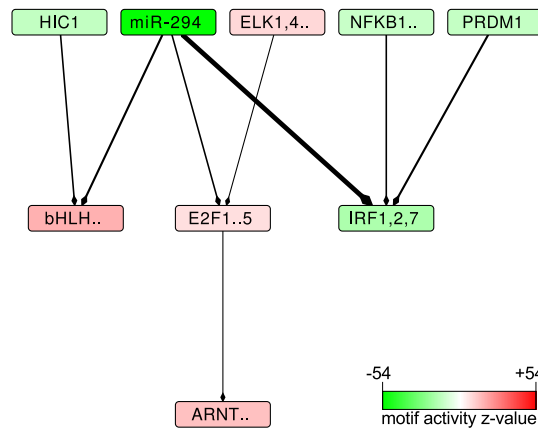 HIC1
miR-294
ELK1,4..
NFKB1..
PRDM1
bHLH..
E2F1..5
IRF1,2,7
ARNT..
-54
+54
motif activity z-value